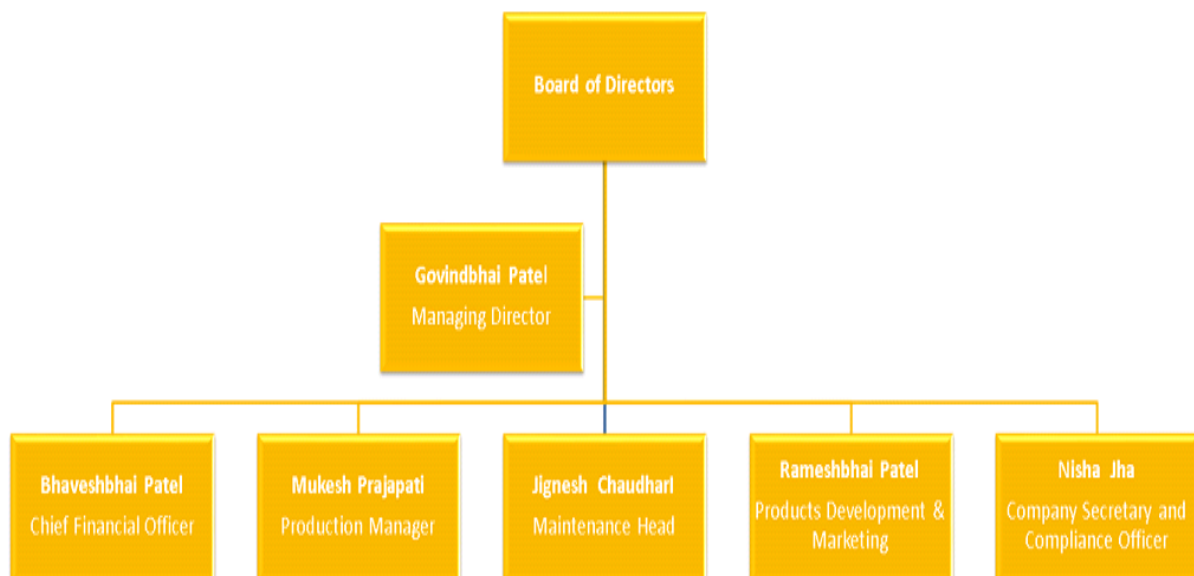 Board of Directors
Govindbhai Patel
Managing Director
Bhaveshbhai Patel
Chief Financial Officer
Mukesh Prajapati
Production Manager
Jignesh Chaudhari
Maintenance Head
Rameshbhai Patel
Products Development &
Marketing
Nisha Jha
Company Secretary and
Compliance Officer